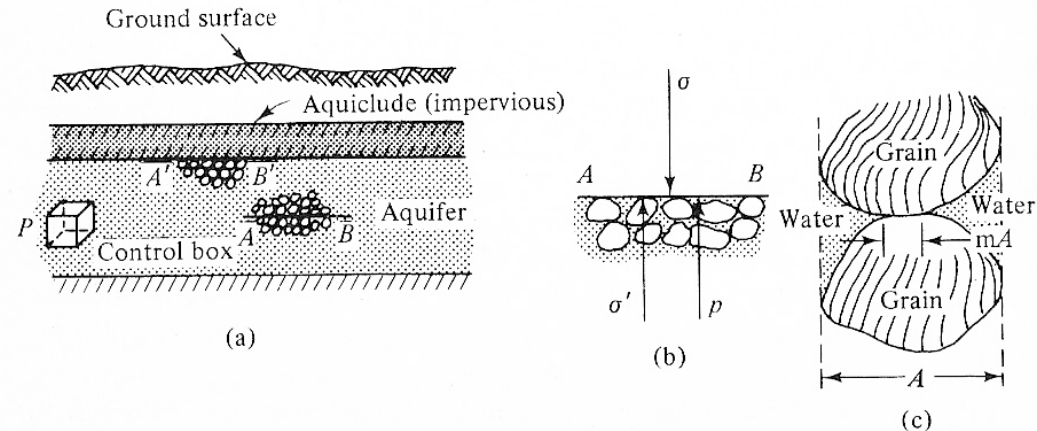 Ground surface
Aquiclude (impervious)
A' B'
P
A B
Aquifer
Control box
(a)
σ
A B
σ' p
(b)
Grain
Water Water
mA
Grain
A
(c)